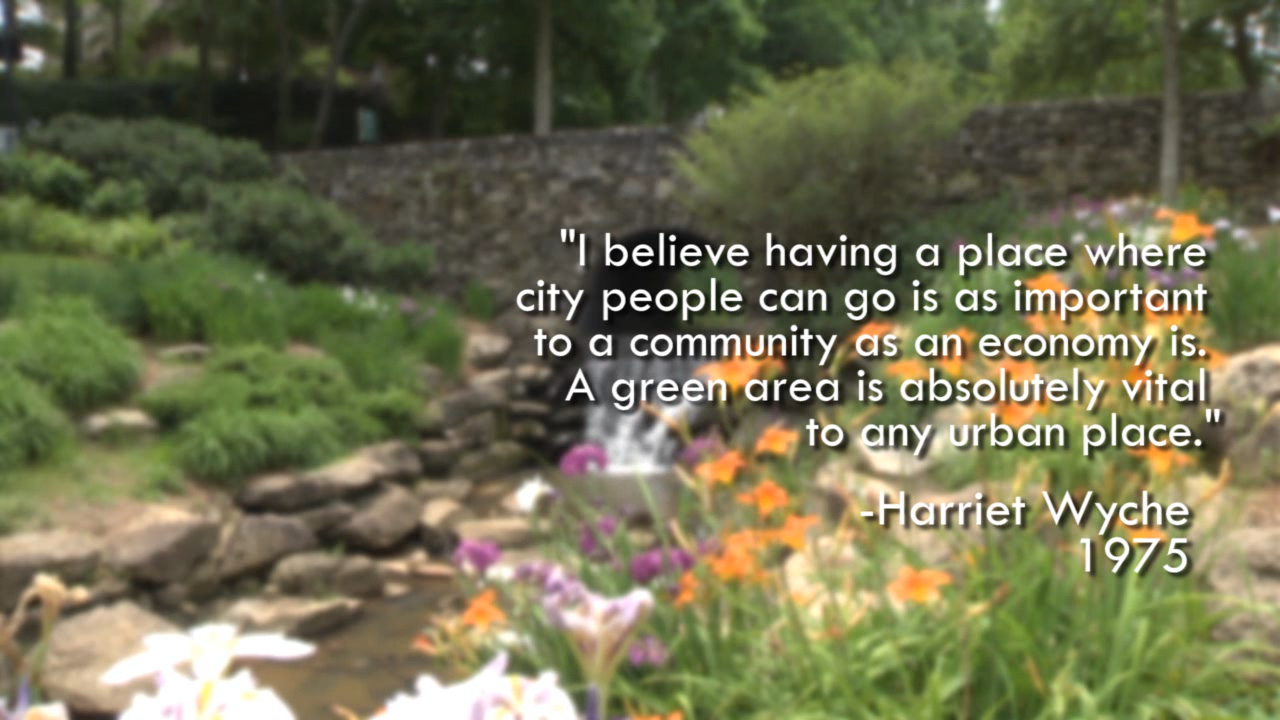 "I believe having a place where
city people can go is as important
to a community as an economy is.
A green area is absolutely vital
to any urban place."
-Harriet Wyche
1975